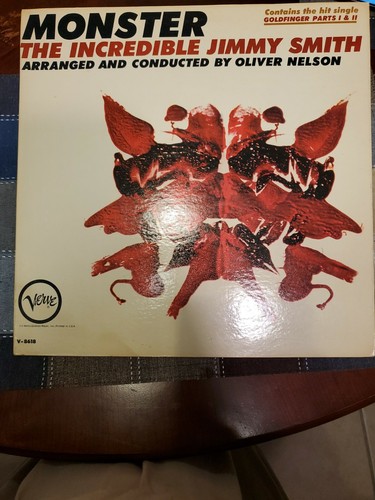 MONSTER
Contains the hit single
GOLDFINGER PARTS I & II
THE INCREDIBLE JIMMY SMITH
ARRANGED AND CONDUCTED BY OLIVER NELSON
Verve
V-8618